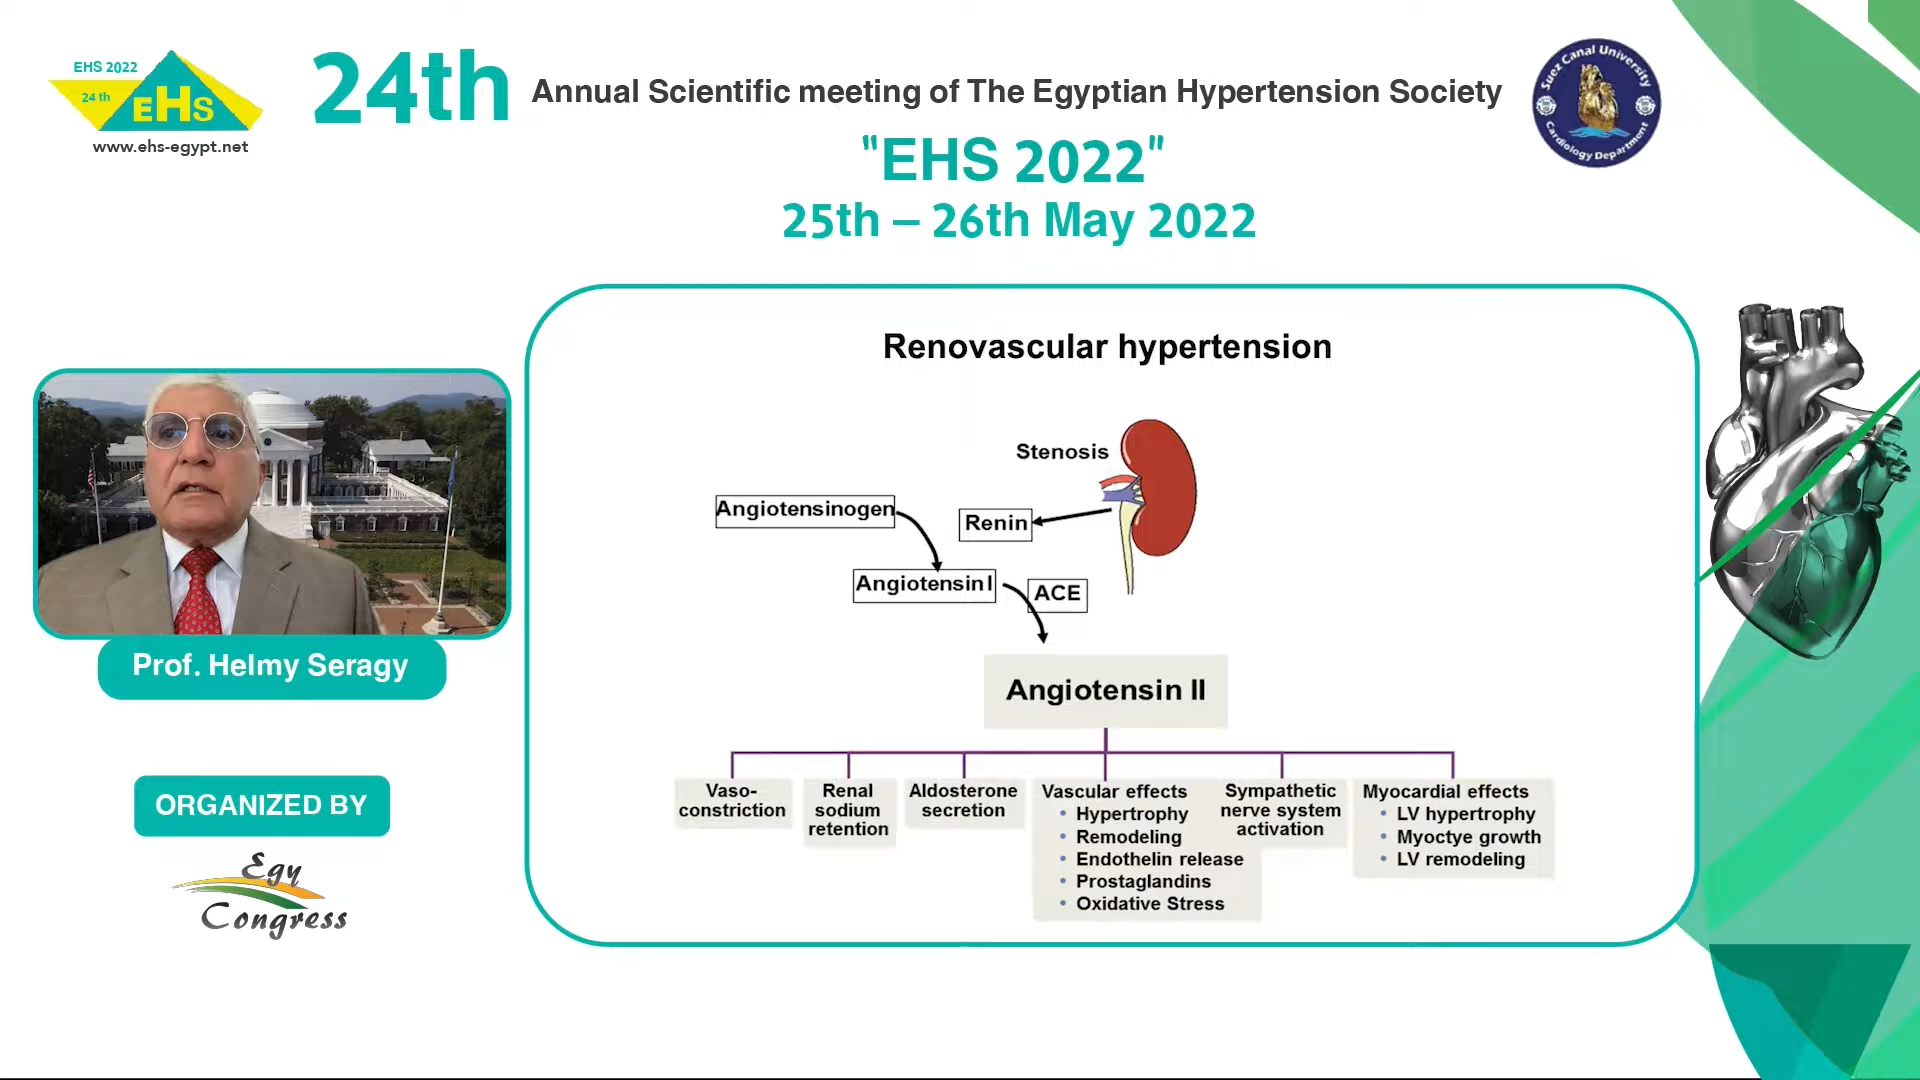 EHS 2022
24 th
EHS
www.ehs-egypt.net
24th Annual Scientific meeting of The Egyptian Hypertension Society
"EHS 2022"
25th – 26th May 2022
Suez Canal University
Cardiology Department
Prof. Helmy Seragy
ORGANIZED BY
Egy
Congress
Renovascular hypertension
Stenosis
Angiotensinogen
Renin
Angiotensin I
ACE
Angiotensin II
Vaso-
constriction
Renal
sodium
retention
Aldosterone
secretion
Vascular effects
• Hypertrophy
• Remodeling
• Endothelin release
• Prostaglandins
• Oxidative Stress
Sympathetic
nerve system
activation
Myocardial effects
• LV hypertrophy
• Myoctye growth
• LV remodeling